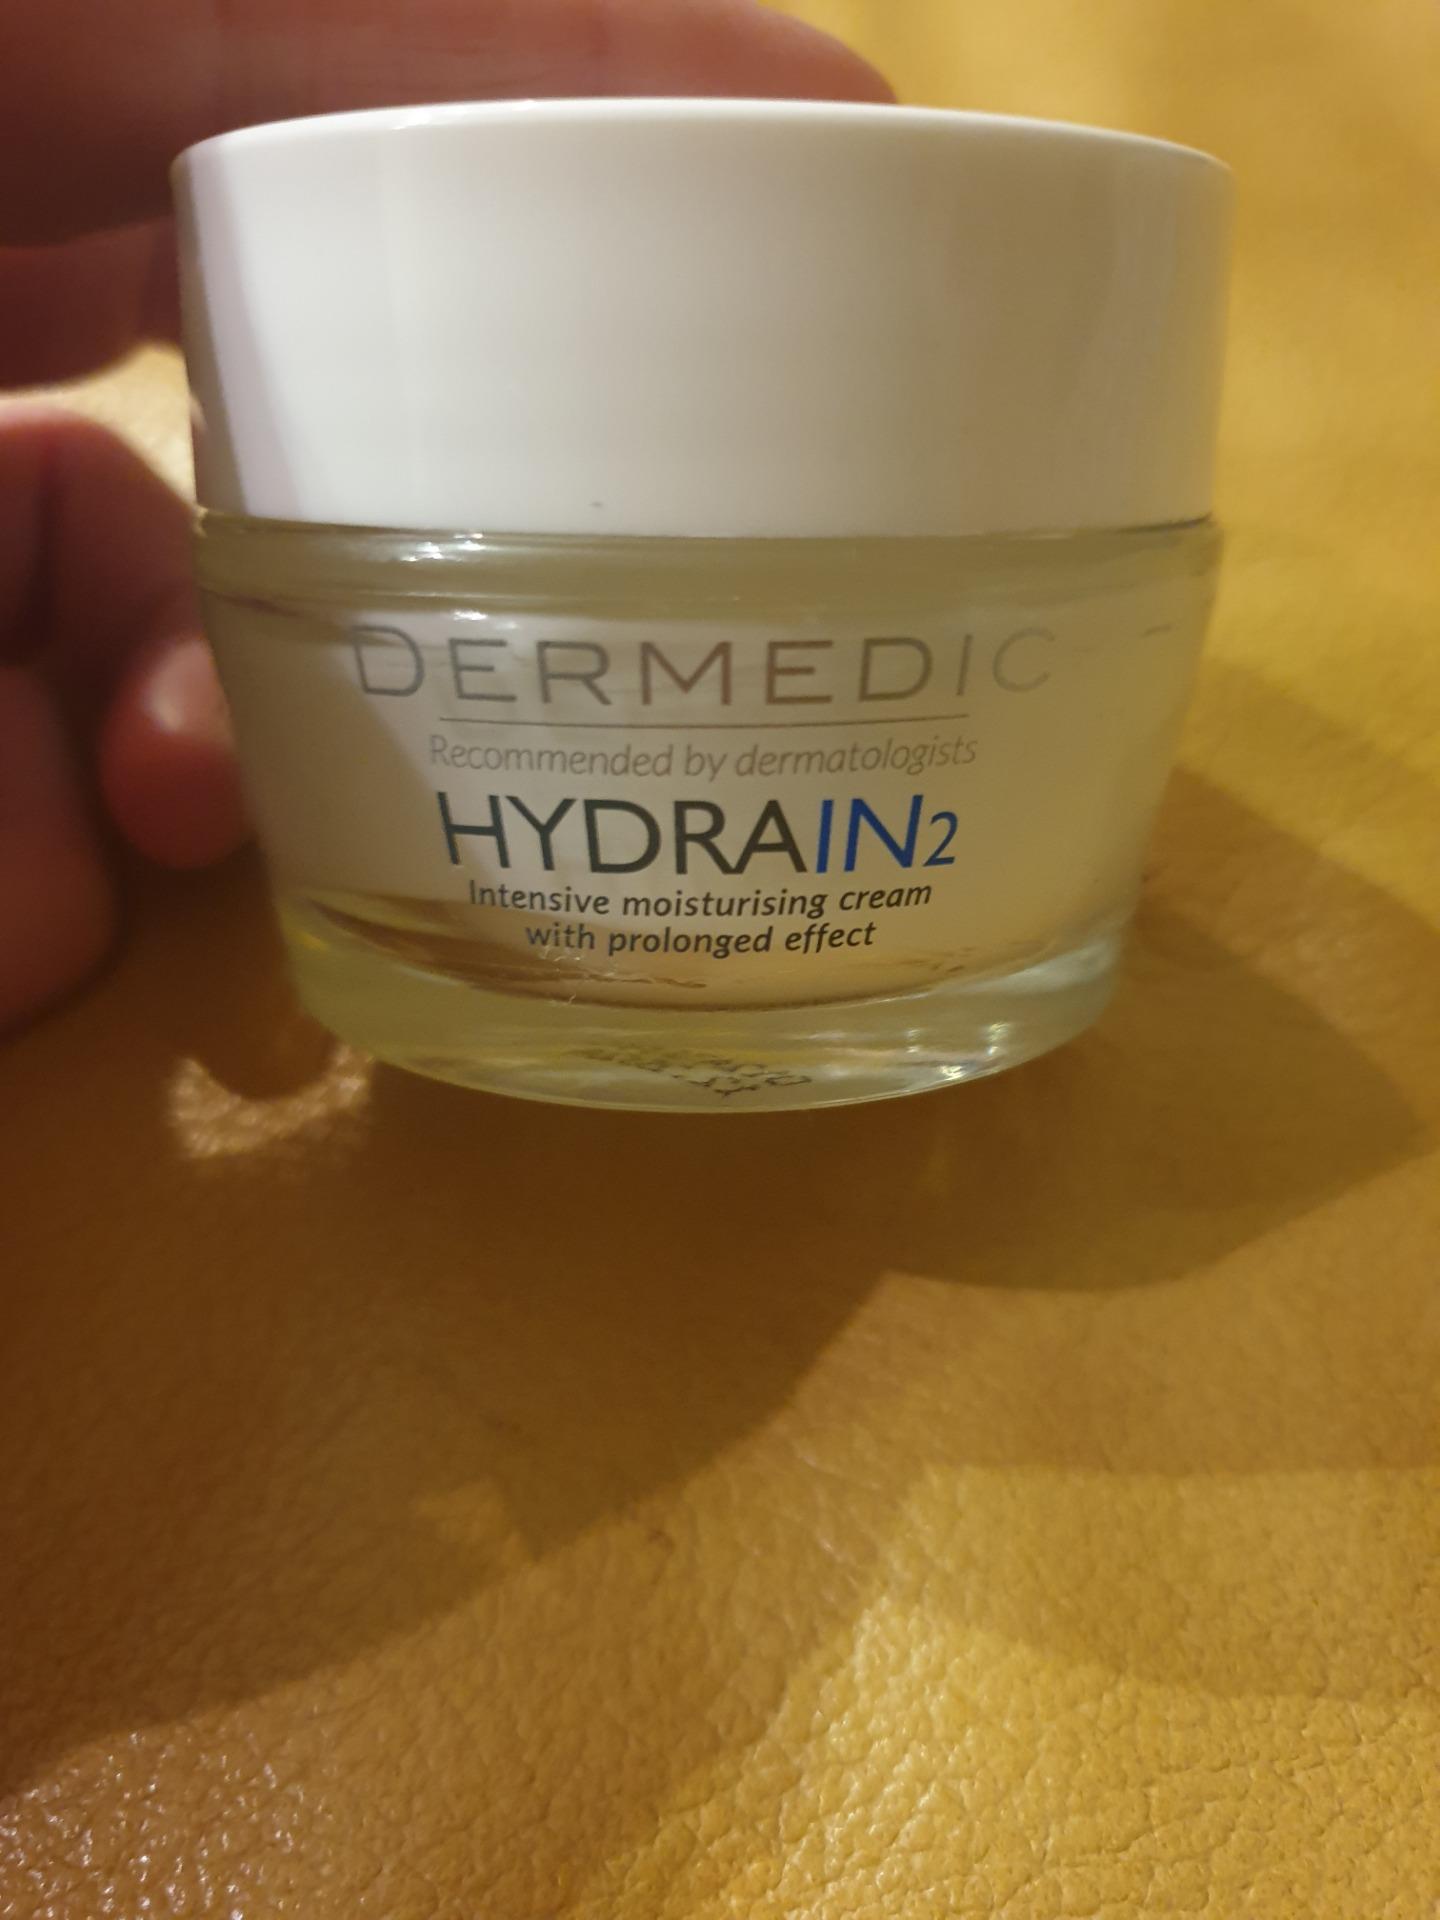 DERMEDIC
Recommended by dermatologists
HYDRAIN2
Intensive moisturising cream
with prolonged effect